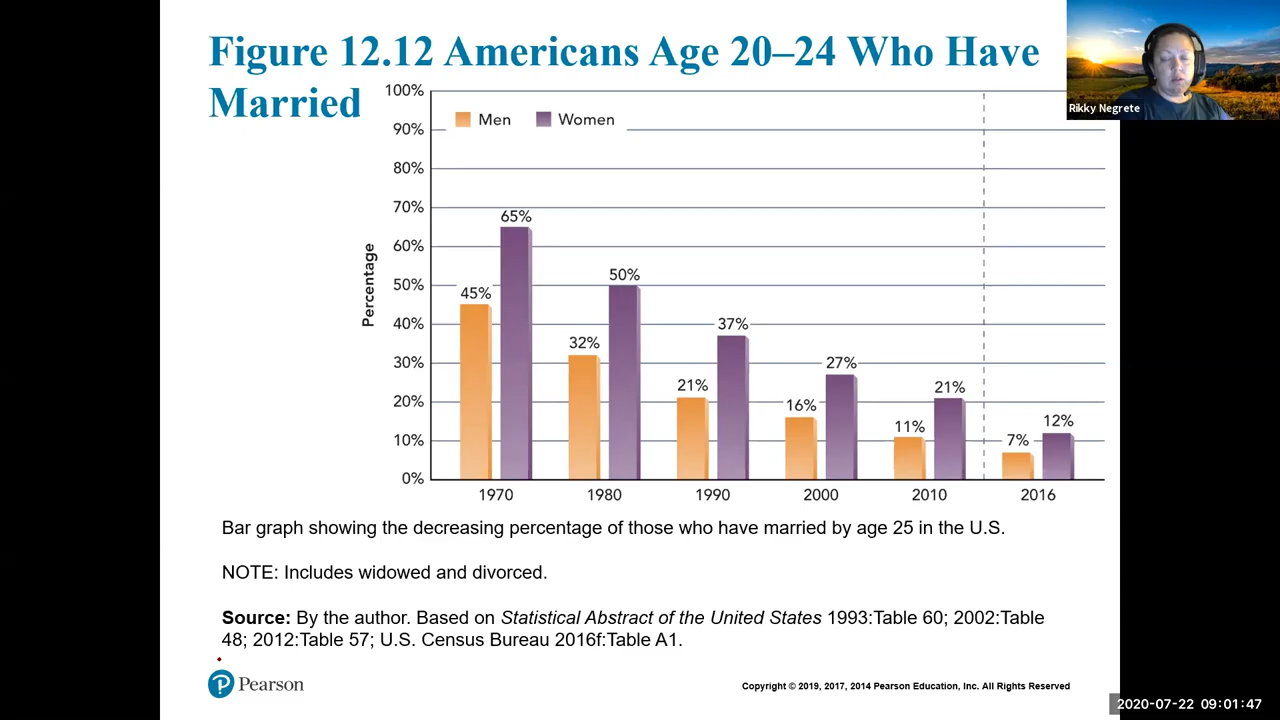 Figure 12.12 Americans Age 20–24 Who Have
Married
Rikky Negrete
Men Women
Percentage
100%
90%
80%
70%
60%
50%
40%
30%
20%
10%
0%
45% 65%
32% 50%
21% 37%
16% 27%
11% 21%
7% 12%
1970 1980 1990 2000 2010 2016
Bar graph showing the decreasing percentage of those who have married by age 25 in the U.S.
NOTE: Includes widowed and divorced.
Source: By the author. Based on Statistical Abstract of the United States 1993:Table 60; 2002:Table
48; 2012:Table 57; U.S. Census Bureau 2016f:Table A1.
Pearson
Copyright © 2019, 2017, 2014 Pearson Education, Inc. All Rights Reserved
2020-07-22 09:01:47